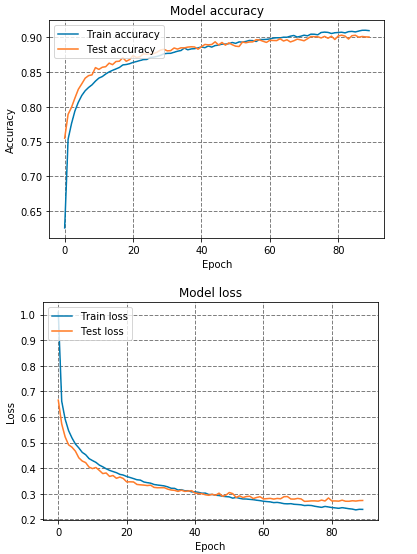 Model accuracy
Train accuracy
Test accuracy
0.90
0.85
0.80
0.75
0.70
0.65
Accuracy
0 20 40 60 80
Epoch
Model loss
Train loss
Test loss
1.0
0.9
0.8
0.7
0.6
0.5
0.4
0.3
0.2
Loss
0 20 40 60 80
Epoch